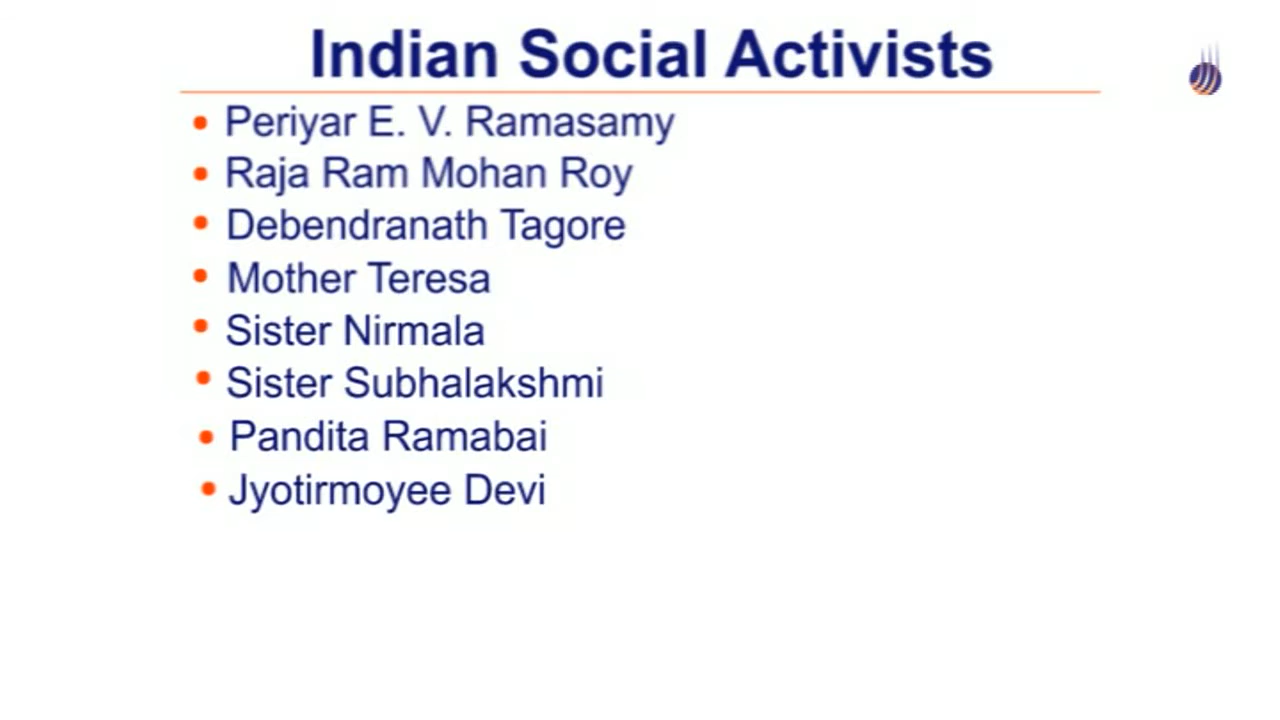 Indian Social Activists
• Periyar E. V. Ramasamy
• Raja Ram Mohan Roy
• Debendranath Tagore
• Mother Teresa
• Sister Nirmala
• Sister Subhalakshmi
• Pandita Ramabai
• Jyotirmoyee Devi